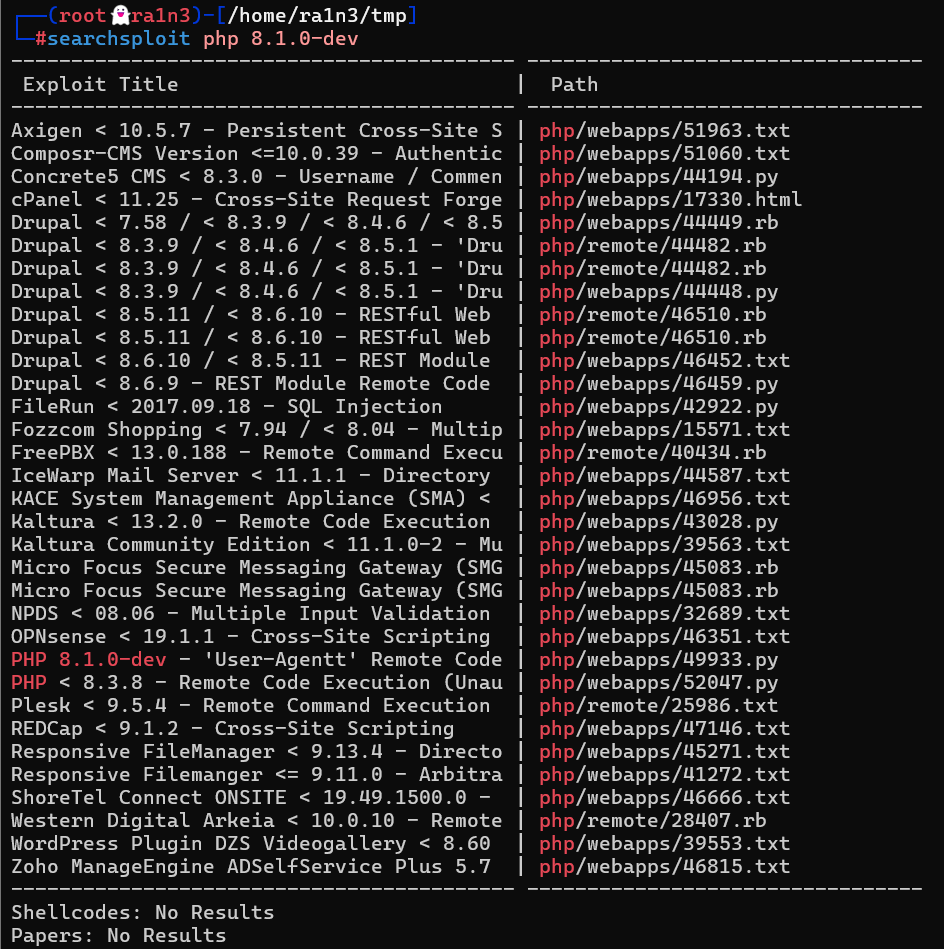 ┌──(root👻ra1n3)-[/home/ra1n3/tmp]
└─#searchsploit php 8.1.0-dev
------------------------------------------ ---------------------------------
 Exploit Title | Path
------------------------------------------ ---------------------------------
Axigen < 10.5.7 - Persistent Cross-Site S | php/webapps/51963.txt
Composr-CMS Version <=10.0.39 - Authentic | php/webapps/51060.txt
Concrete5 CMS < 8.3.0 - Username / Commen | php/webapps/44194.py
cPanel < 11.25 - Cross-Site Request Forge | php/webapps/17330.html
Drupal < 7.58 / < 8.3.9 / < 8.4.6 / < 8.5 | php/webapps/44449.rb
Drupal < 8.3.9 / < 8.4.6 / < 8.5.1 - 'Dru | php/remote/44482.rb
Drupal < 8.3.9 / < 8.4.6 / < 8.5.1 - 'Dru | php/remote/44482.rb
Drupal < 8.3.9 / < 8.4.6 / < 8.5.1 - 'Dru | php/webapps/44448.py
Drupal < 8.5.11 / < 8.6.10 - RESTful Web | php/remote/46510.rb
Drupal < 8.5.11 / < 8.6.10 - RESTful Web | php/remote/46510.rb
Drupal < 8.6.10 / < 8.5.11 - REST Module | php/webapps/46452.txt
Drupal < 8.6.9 - REST Module Remote Code | php/webapps/46459.py
FileRun < 2017.09.18 - SQL Injection | php/webapps/42922.py
Fozzcom Shopping < 7.94 / < 8.04 - Multip | php/webapps/15571.txt
FreePBX < 13.0.188 - Remote Command Execu | php/remote/40434.rb
IceWarp Mail Server < 11.1.1 - Directory | php/webapps/44587.txt
KACE System Management Appliance (SMA) < | php/webapps/46956.txt
Kaltura < 13.2.0 - Remote Code Execution | php/webapps/43028.py
Kaltura Community Edition < 11.1.0-2 - Mu | php/webapps/39563.txt
Micro Focus Secure Messaging Gateway (SMG | php/webapps/45083.rb
Micro Focus Secure Messaging Gateway (SMG | php/webapps/45083.rb
NPDS < 08.06 - Multiple Input Validation | php/webapps/32689.txt
OPNsense < 19.1.1 - Cross-Site Scripting | php/webapps/46351.txt
PHP 8.1.0-dev - 'User-Agentt' Remote Code | php/webapps/49933.py
PHP < 8.3.8 - Remote Code Execution (Unau | php/webapps/52047.py
Plesk < 9.5.4 - Remote Command Execution | php/remote/25986.txt
REDCap < 9.1.2 - Cross-Site Scripting | php/webapps/47146.txt
Responsive FileManager < 9.13.4 - Directo | php/webapps/45271.txt
Responsive Filemanger <= 9.11.0 - Arbitra | php/webapps/41272.txt
ShoreTel Connect ONSITE < 19.49.1500.0 - | php/webapps/46666.txt
Western Digital Arkeia < 10.0.10 - Remote | php/remote/28407.rb
WordPress Plugin DZS Videogallery < 8.60 | php/webapps/39553.txt
Zoho ManageEngine ADSelfService Plus 5.7 | php/webapps/46815.txt
------------------------------------------ ---------------------------------
Shellcodes: No Results
Papers: No Results